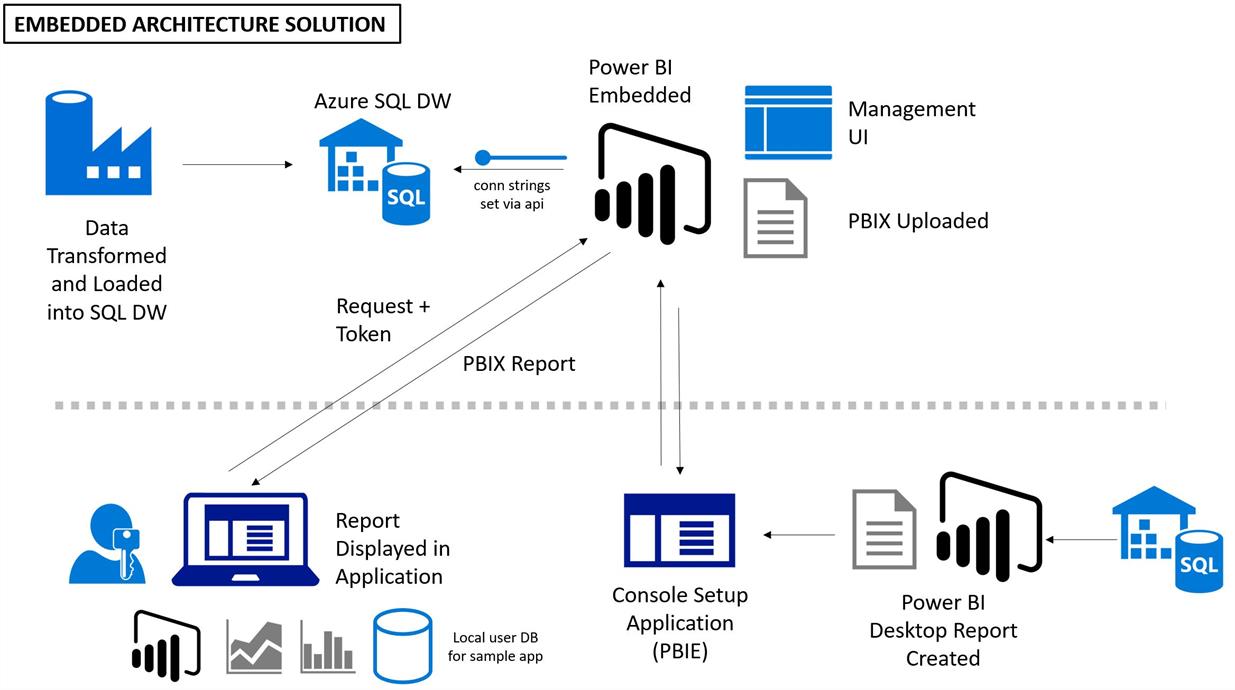 EMBEDDED ARCHITECTURE SOLUTION
Power BI
Embedded
Azure SQL DW
Management
UI
SQL
conn strings
set via api
PBIX Uploaded
Data
Transformed
and Loaded
into SQL DW
Request +
Token
PBIX Report
Report
Displayed in
Application
SQL
Console Setup
Application
(PBIE)
Power BI
Desktop Report
Created
Local user DB
for sample app